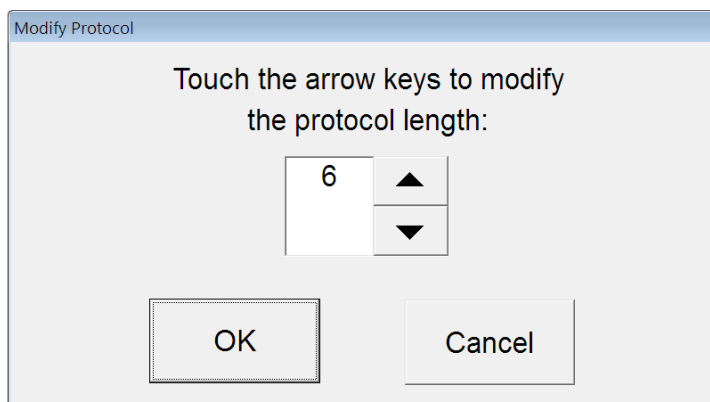 Modify Protocol
Touch the arrow keys to modify
the protocol length:
6
OK
Cancel